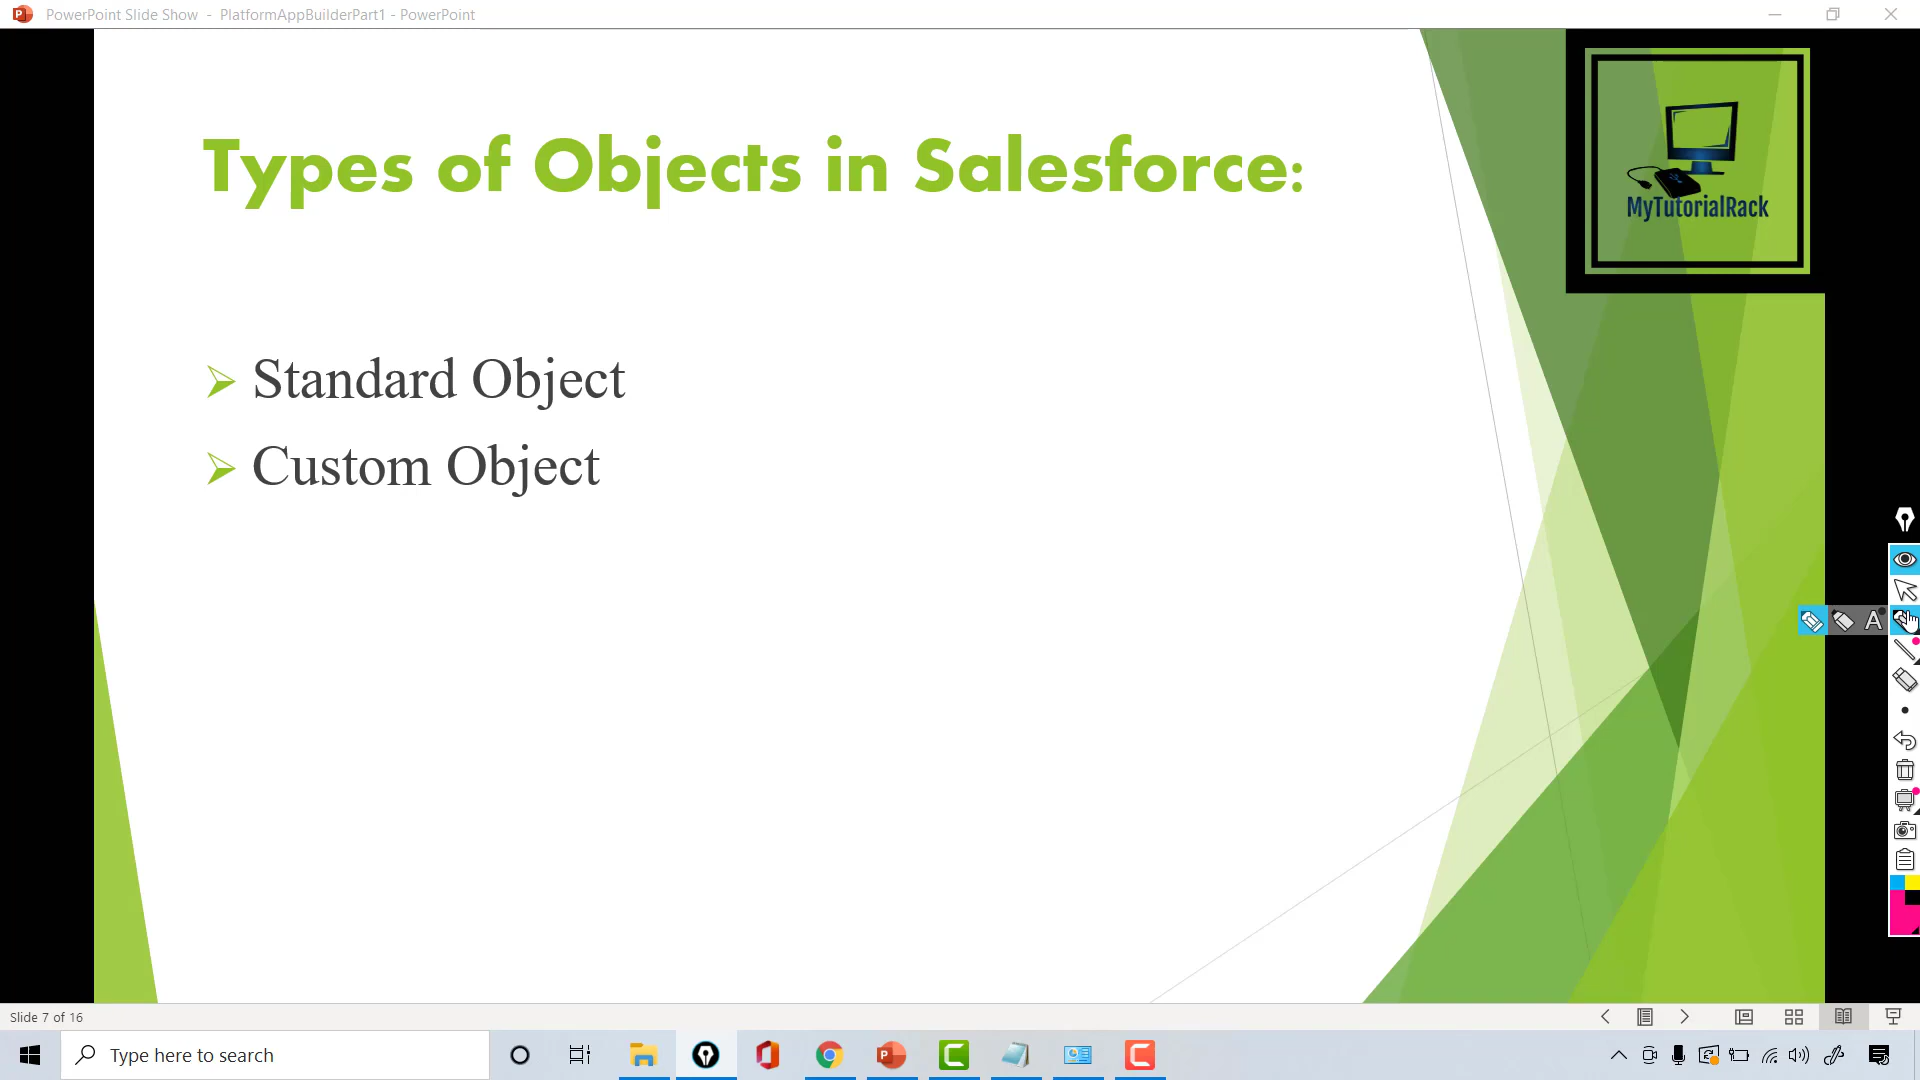 PowerPoint Slide Show - PlatformAppBuilderPart1 - PowerPoint
Types of Objects in Salesforce:
MyTutorialRack
Standard Object
Custom Object
A
Slide 7 of 16
Type here to search